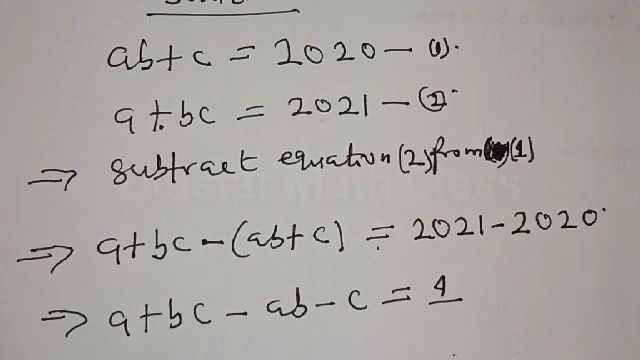 ab+c = 2020 — (1).
a+bc = 2021 — (2).
⇒ subtract equation (2) from (1)
⇒ a+bc-(ab+c) = 2021-2020.
⇒ a+bc-ab-c = 1